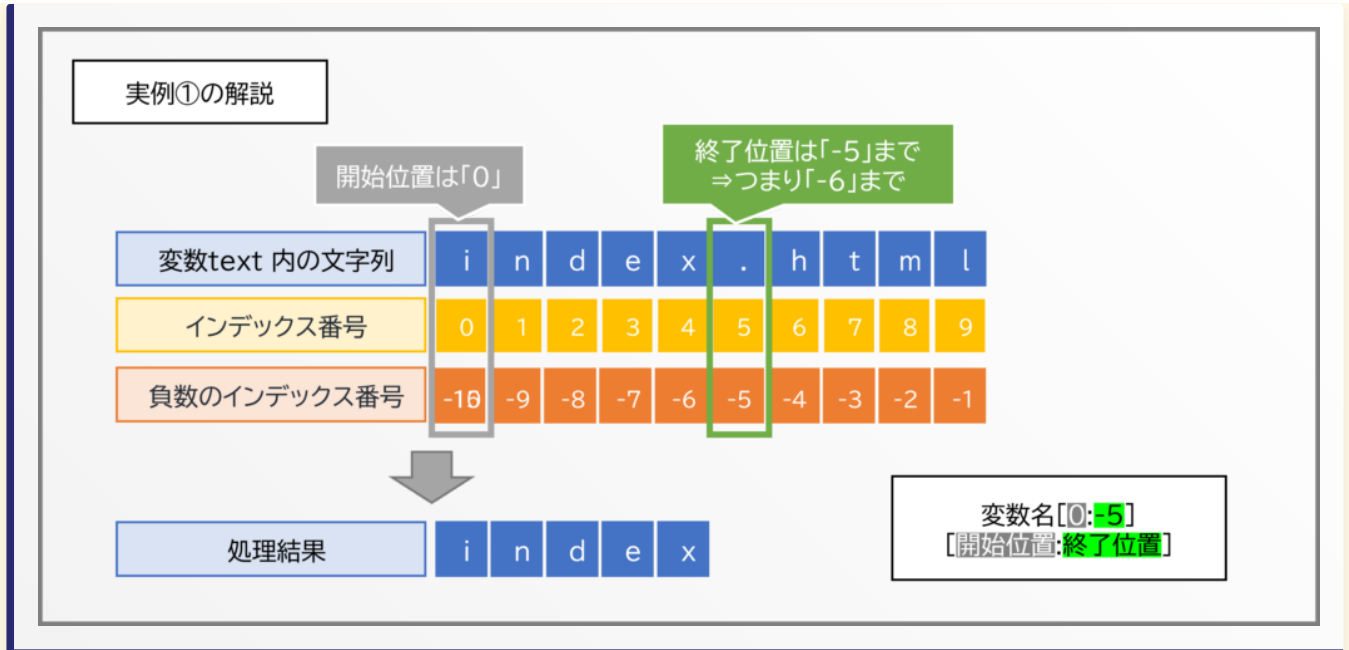 実例①の解説
開始位置は「0」
終了位置は「-5」まで
⇒つまり「-6」まで
変数text 内の文字列 i n d e x . h t m l
インデックス番号 0 1 2 3 4 5 6 7 8 9
負数のインデックス番号 -9 -8 -7 -6 -5 -4 -3 -2 -1
処理結果 i n d e x
変数名[0:-5]
[開始位置:終了位置]